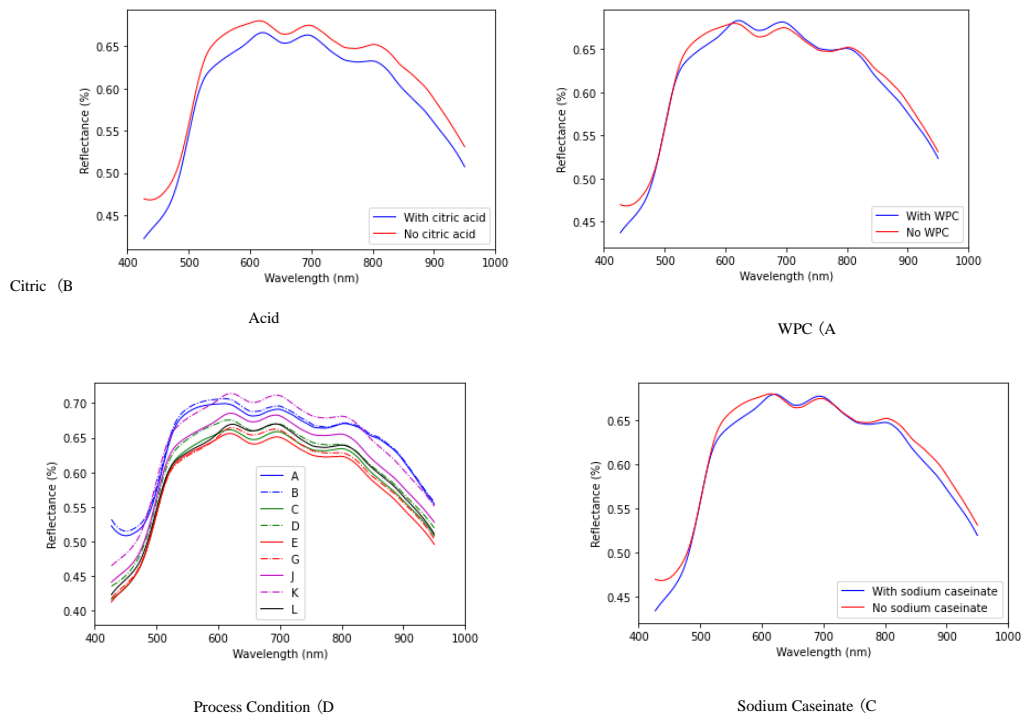 0.65
0.60
0.55
0.50
0.45
Reflectance (%)
With citric acid
No citric acid
400 500 600 700 800 900 1000
Wavelength (nm)
Citric (B
Acid
0.65
0.60
0.55
0.50
0.45
Reflectance (%)
With WPC
No WPC
400 500 600 700 800 900 1000
Wavelength (nm)
WPC (A
0.70
0.65
0.60
0.55
0.50
0.45
0.40
Reflectance (%)
A
B
C
D
E
G
J
K
L
400 500 600 700 800 900 1000
Wavelength (nm)
Process Condition (D
0.65
0.60
0.55
0.50
0.45
Reflectance (%)
With sodium caseinate
No sodium caseinate
400 500 600 700 800 900 1000
Wavelength (nm)
Sodium Caseinate (C